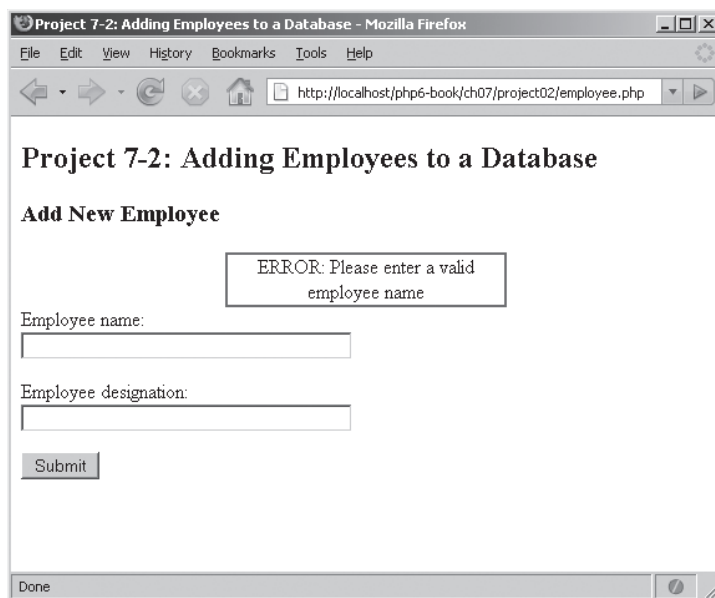 Project 7-2: Adding Employees to a Database - Mozilla Firefox
File Edit View History Bookmarks Tools Help
http://localhost/php6-book/ch07/project02/employee.php
Project 7-2: Adding Employees to a Database
Add New Employee
ERROR: Please enter a valid
employee name
Employee name:
Employee designation:
Submit
Done